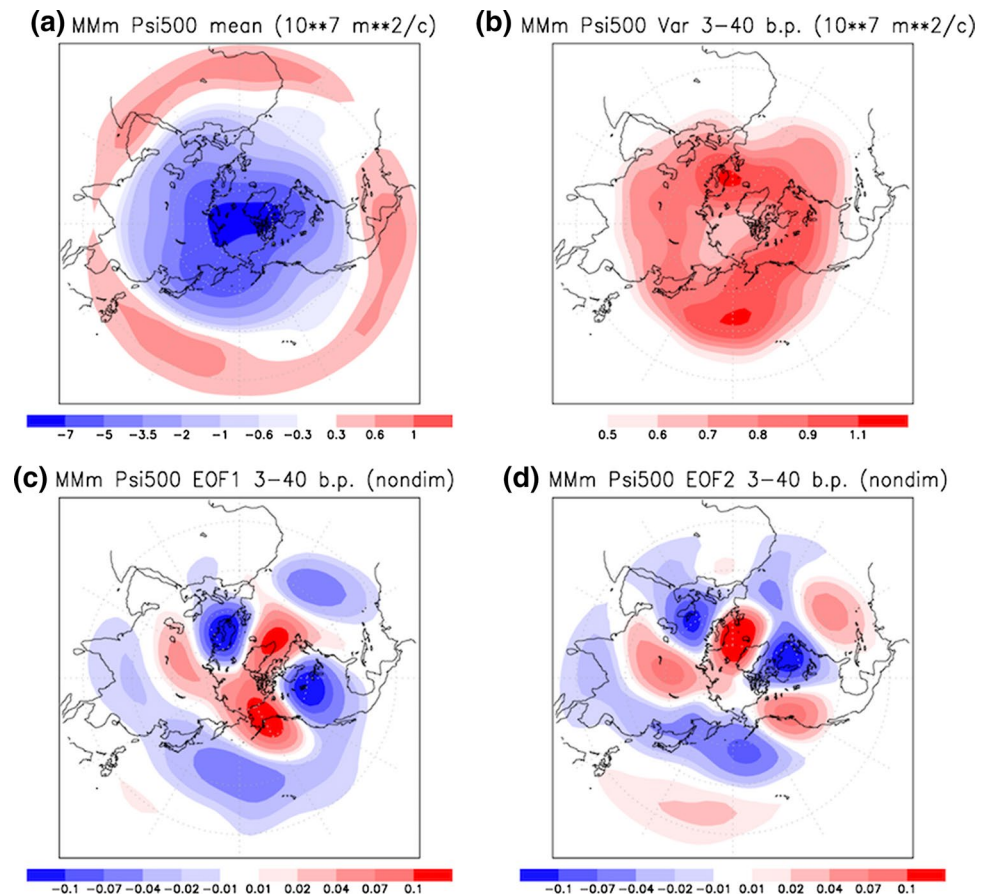 (a) MMm Psi500 mean (10**7 m**2/c)
(b) MMm Psi500 Var 3-40 b.p. (10**7 m**2/c)
-7 -5 -3.5 -2 -1 -0.6 -0.3 0.3 0.6 1
0.5 0.6 0.7 0.8 0.9 1.1
(c) MMm Psi500 EOF1 3-40 b.p. (nondim)
(d) MMm Psi500 EOF2 3-40 b.p. (nondim)
-0.1 -0.07 -0.04 -0.02 -0.01 0.01 0.02 0.04 0.07 0.1
-0.1 -0.07 -0.04 -0.02 -0.01 0.01 0.02 0.04 0.07 0.1